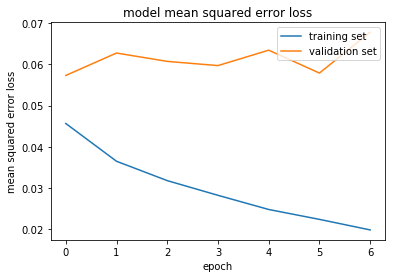 model mean squared error loss
training set
validation set
mean squared error loss
0.07
0.06
0.05
0.04
0.03
0.02
0 1 2 3 4 5 6
epoch